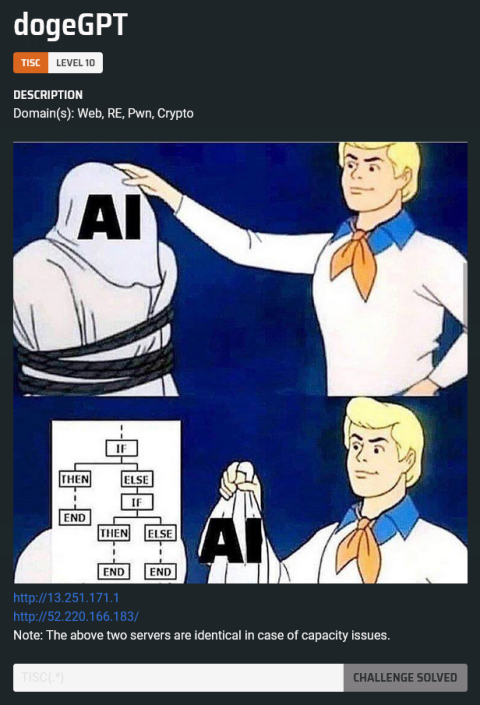 dogeGPT
TISC LEVEL 10
DESCRIPTION
Domain(s): Web, RE, Pwn, Crypto
AI
IF
THEN ELSE
IF
END
THEN ELSE
END END
AI
http://13.251.171.1
http://52.220.166.183/
Note: The above two servers are identical in case of capacity issues.
TISC{.*} CHALLENGE SOLVED